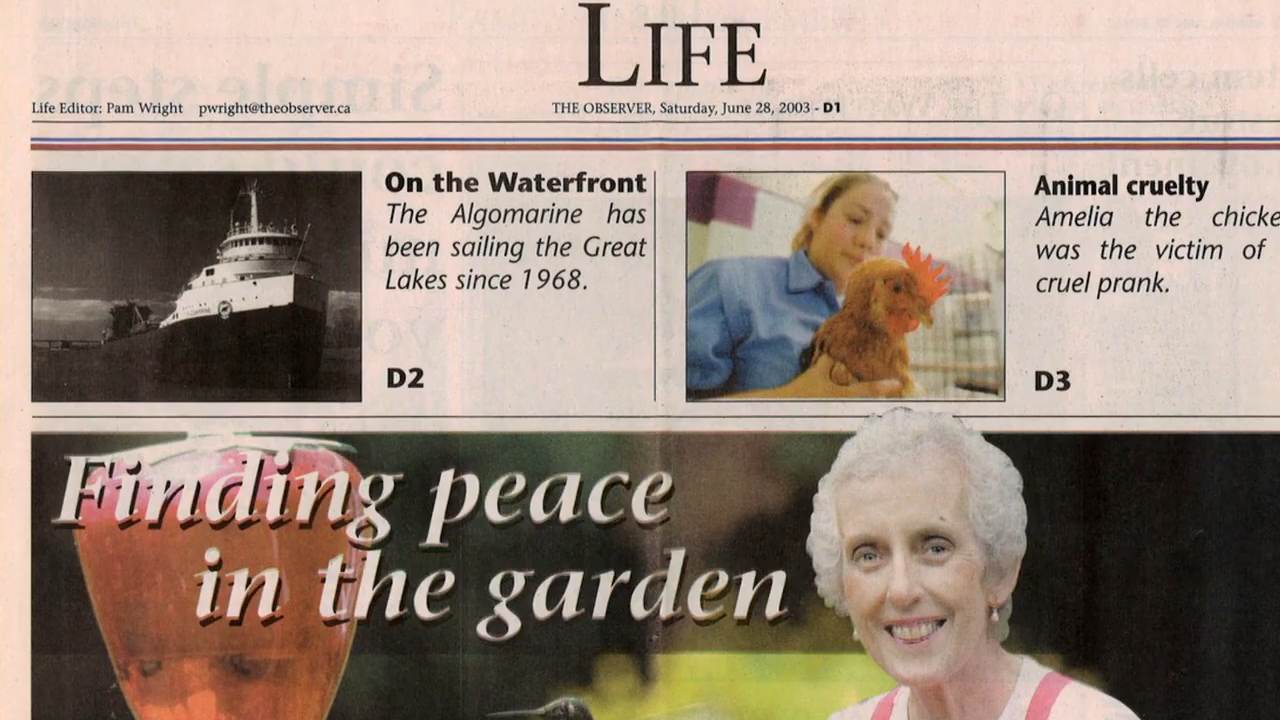 LIFE
Life Editor: Pam Wright pwright@theobserver.ca
THE OBSERVER, Saturday, June 28, 2003 - D1
On the Waterfront
The Algomarine has
been sailing the Great
Lakes since 1968.
D2
Animal cruelty
Amelia the chicke
was the victim of
cruel prank.
D3
Finding peace
in the garden